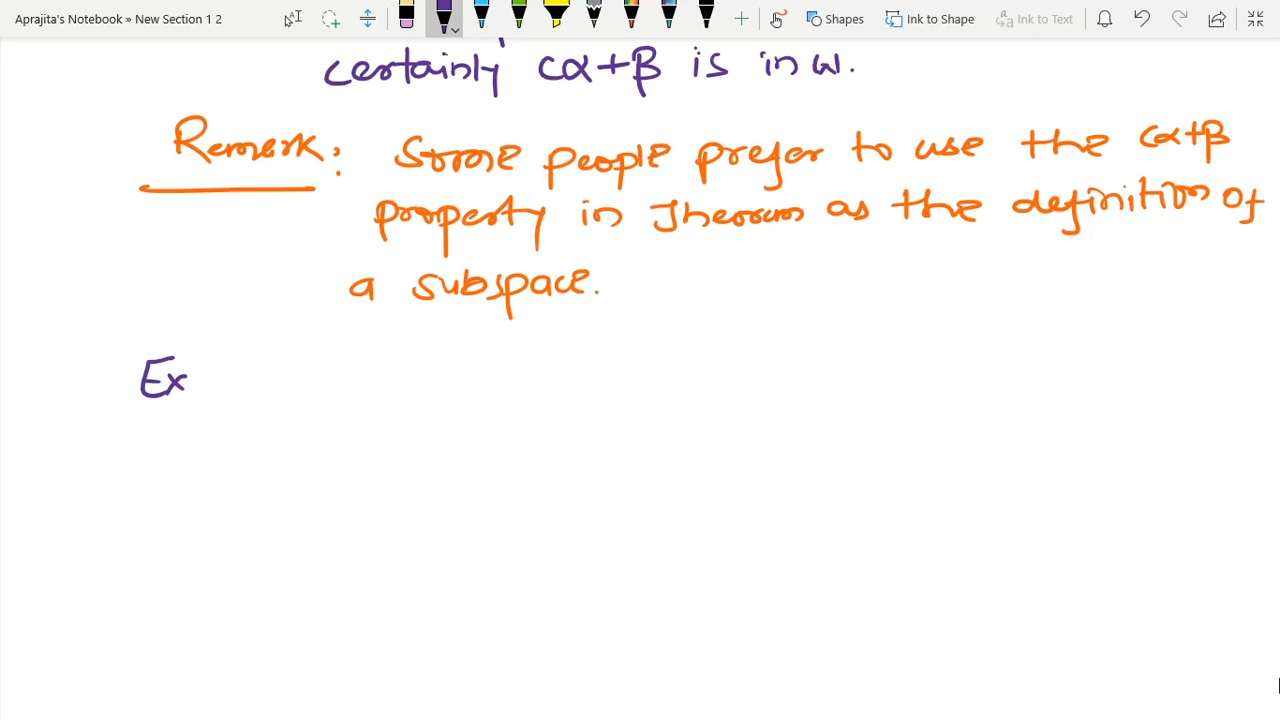 Aprajita's Notebook » New Section 1 2
Shapes
Ink to Shape
Ink to Text
certainly cα+β is in W.
Remark: Some people prefer to use the cα+β
property in Theorem as the definition of
a subspace.
Ex